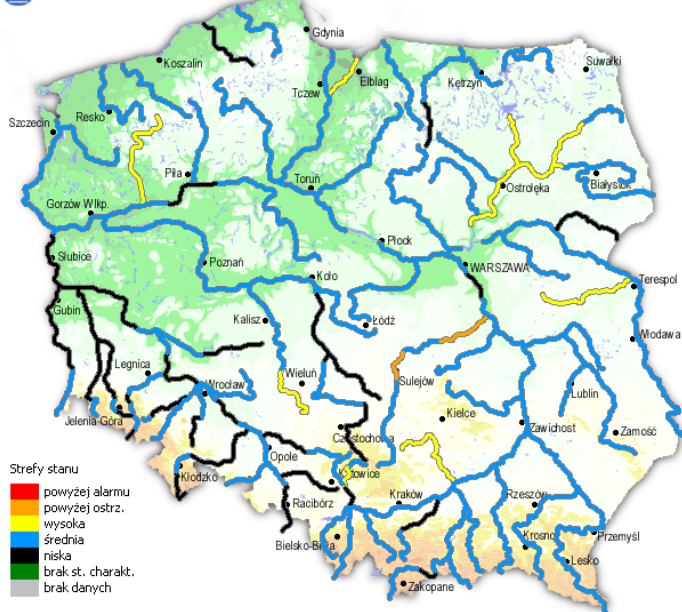 Gdynia
Koszalin
Suwałki
Elbląg
Kętrzyn
Tczew
Resko
Szczecin
Piła
Toruń
Ostrołęka
Białystok
Gorzów Wlkp.
Płock
Słubice
Poznań
WARSZAWA
Koło
Terespol
Gubin
Kalisz
Łódź
Włodawa
Legnica
Wieluń
Sulejów
Wrocław
Lublin
Jelenia Góra
Kielce
Zawichost
Zamość
Częstochowa
Opole
Kłodzko
Katowice
Kraków
Rzeszów
Racibórz
Przemyśl
Bielsko-Biała
Krosno
Lesko
Zakopane
Strefy stanu
powyżej alarmu
powyżej ostrz.
wysoka
średnia
niska
brak st. charakt.
brak danych